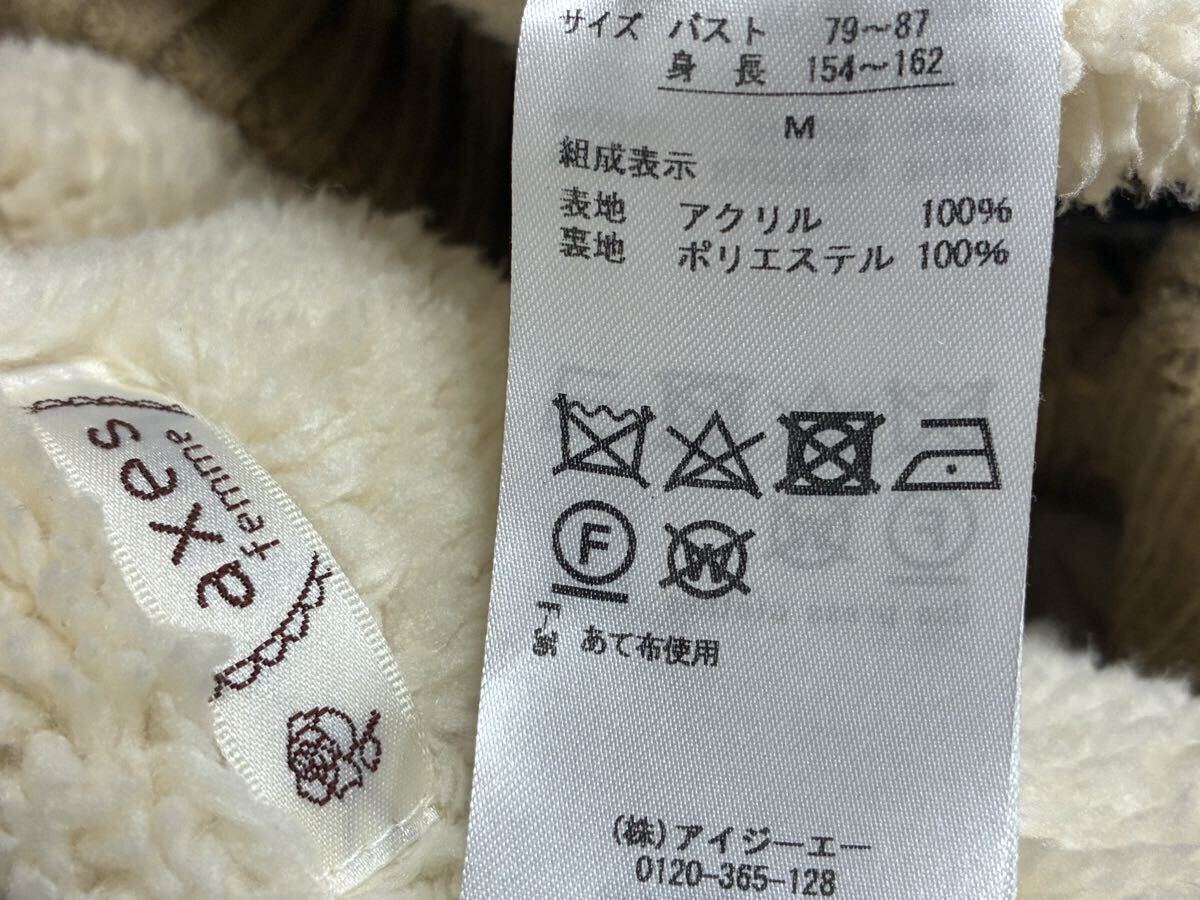 サイズ バスト 79～87
身長 154～162
M
組成表示
表地 アクリル 100%
裏地 ポリエステル 100%
F
W
あて布使用
(株)アイジーエー
0120-365-128
axes
femme